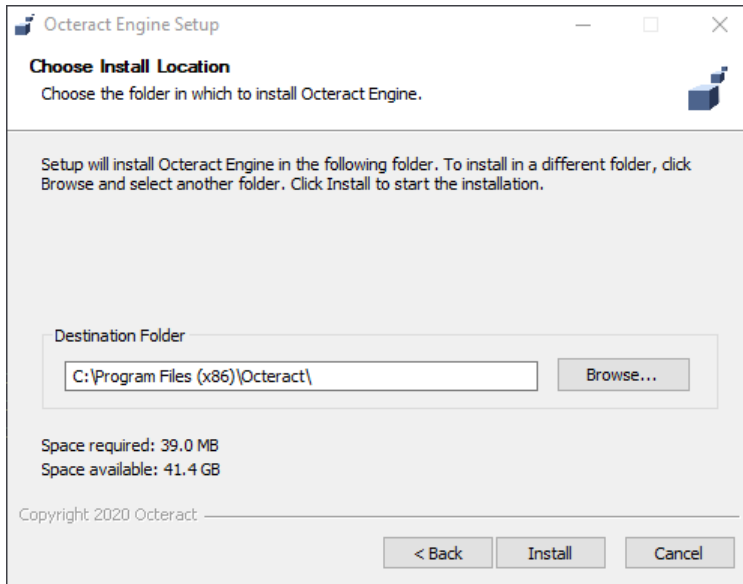 Octeract Engine Setup
Choose Install Location
Choose the folder in which to install Octeract Engine.
Setup will install Octeract Engine in the following folder. To install in a different folder, click
Browse and select another folder. Click Install to start the installation.
Destination Folder
C:\Program Files (x86)\Octeract\
Browse...
Space required: 39.0 MB
Space available: 41.4 GB
Copyright 2020 Octeract
< Back Install Cancel